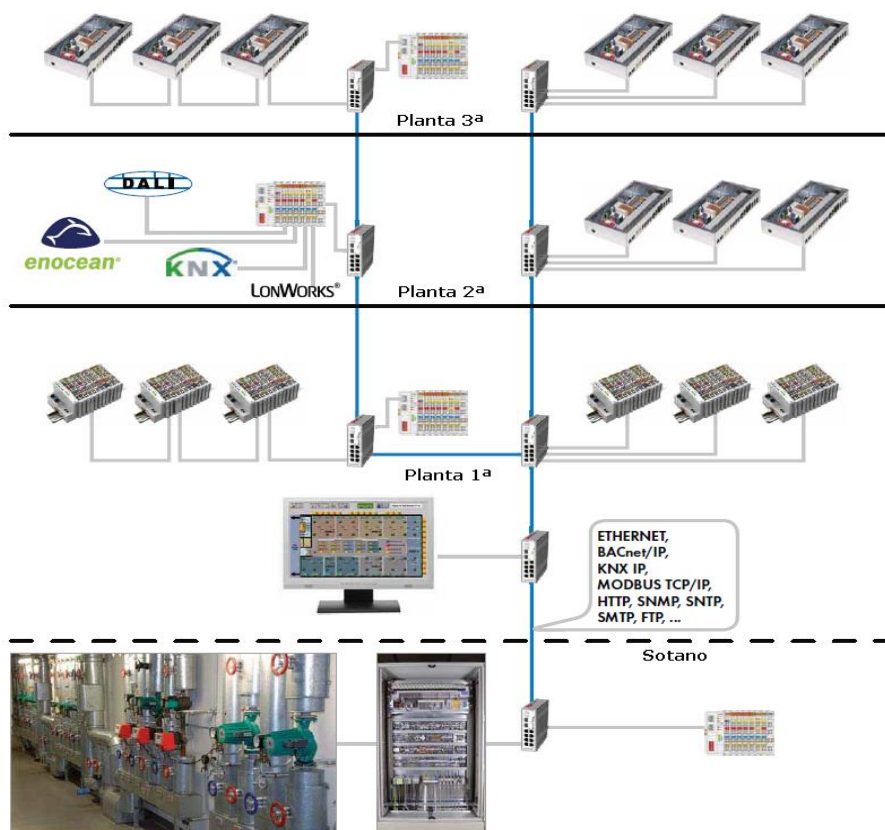 Planta 3ª
DALI
enocean®
KNX
LONWORKS®
Planta 2ª
Planta 1ª
ETHERNET,
BACnet/IP,
KNX IP,
MODBUS TCP/IP,
HTTP, SNMP, SNTP,
SMTP, FTP, ...
Sotano